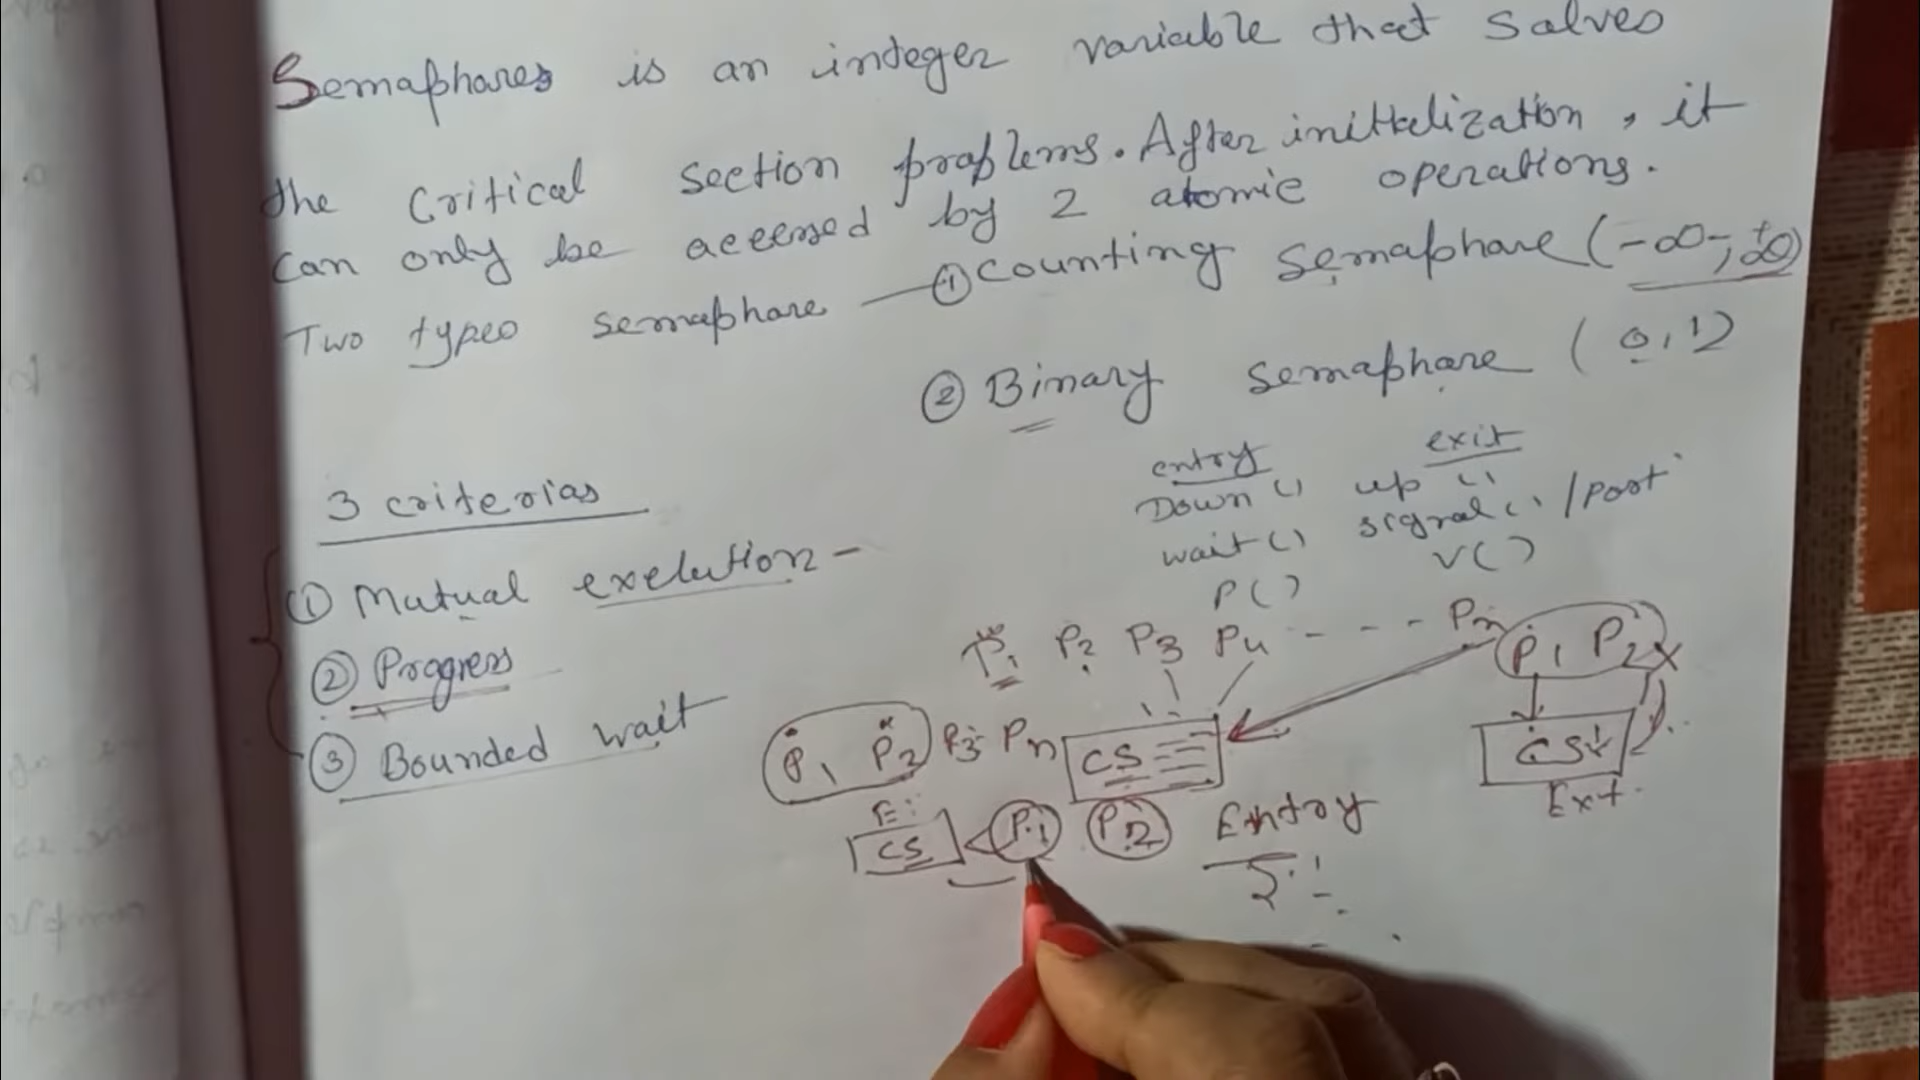 Semaphores is an integer variable that solves
the critical section problems. After initialization, it
can only be accessed by 2 atomic operations.
Two types semaphore — ① Counting semaphore (-∞, +∞)
② Binary semaphore (0,1)
entry exit
Down () up ()
wait () signal () / post
P() V()
3 criterias
① Mutual exclution -
② Progress
③ Bounded wait
P1 P2 P3 P4 - - - - Pn
P1 P2 x
P1 P2 P3 Pn
CS
CS
Exit
E:
CS
P1 P2
Entry